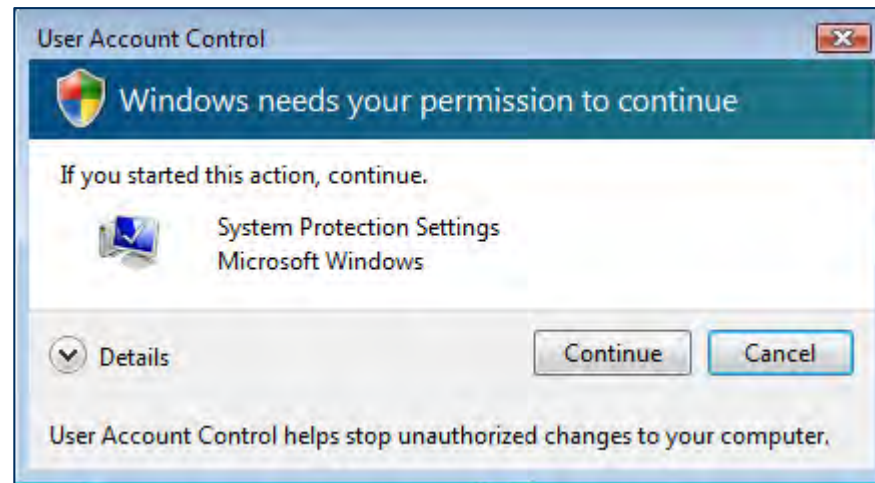 User Account Control
Windows needs your permission to continue
If you started this action, continue.
System Protection Settings
Microsoft Windows
Details
Continue
Cancel
User Account Control helps stop unauthorized changes to your computer.